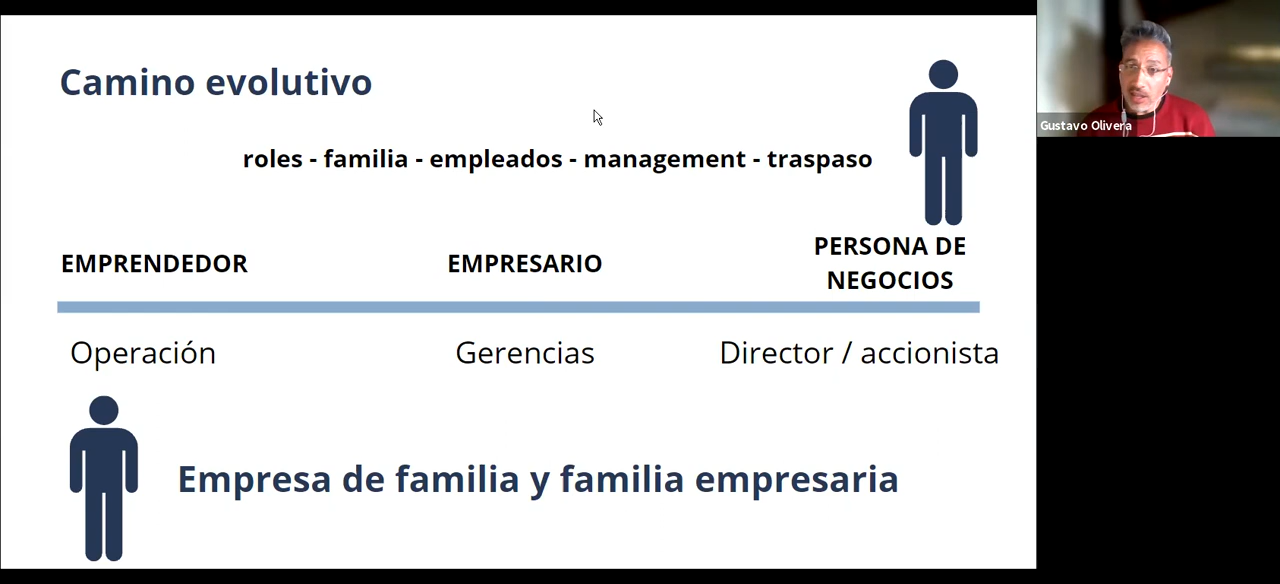 Camino evolutivo
roles - familia - empleados - management - traspaso
EMPRENDEDOR
EMPRESARIO
PERSONA DE
NEGOCIOS
Operación
Gerencias
Director / accionista
Empresa de familia y familia empresaria
Gustavo Olivera